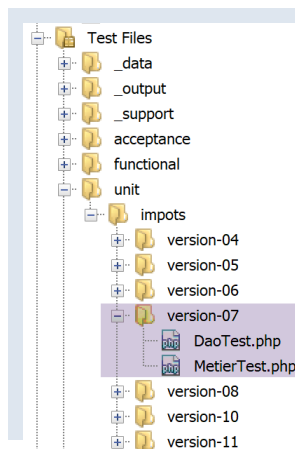 Test Files
_data
_output
_support
acceptance
functional
unit
impots
version-04
version-05
version-06
version-07
DaoTest.php
MetierTest.php
version-08
version-10
version-11